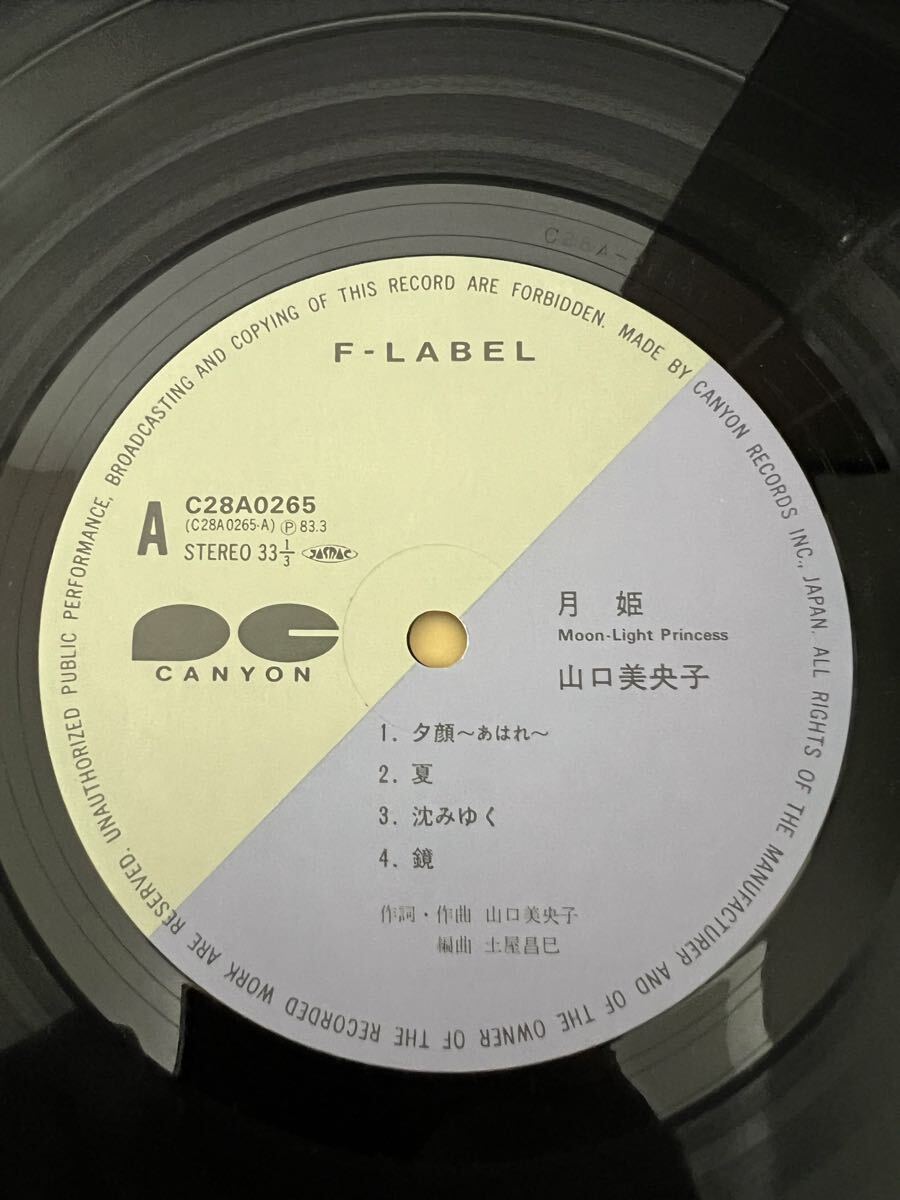 C28A-
UNAUTHORIZED PUBLIC PERFORMANCE, BROADCASTING AND COPYING OF THIS RECORD ARE FORBIDDEN. MADE BY CANYON RECORDS INC., JAPAN. ALL RIGHTS OF THE MANUFACTURER AND OF THE OWNER OF THE RECORDED WORK ARE RESERVED.
F-LABEL
A
C28A0265
(C28A0265-A) Ⓟ 83.3
STEREO 33 1/3 JASRAC
CANYON
月 姫
Moon-Light Princess
山口美央子
1. 夕顔～あはれ～
2. 夏
3. 沈みゆく
4. 鏡
作詞・作曲 山口美央子
編曲 土屋昌巳